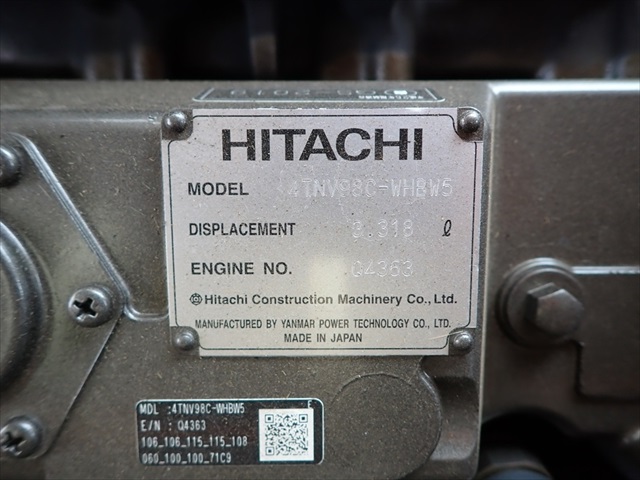 HITACHI
MODEL 4TNV98C-WHBW5
DISPLACEMENT 3.318 ℓ
ENGINE NO. Q4363
Hitachi Construction Machinery Co., Ltd.
MANUFACTURED BY YANMAR POWER TECHNOLOGY CO., LTD.
MADE IN JAPAN
MDL :4TNV98C-WHBW5 F
E/N : Q4363
106_106_115_115_108
060_100_100_71C9